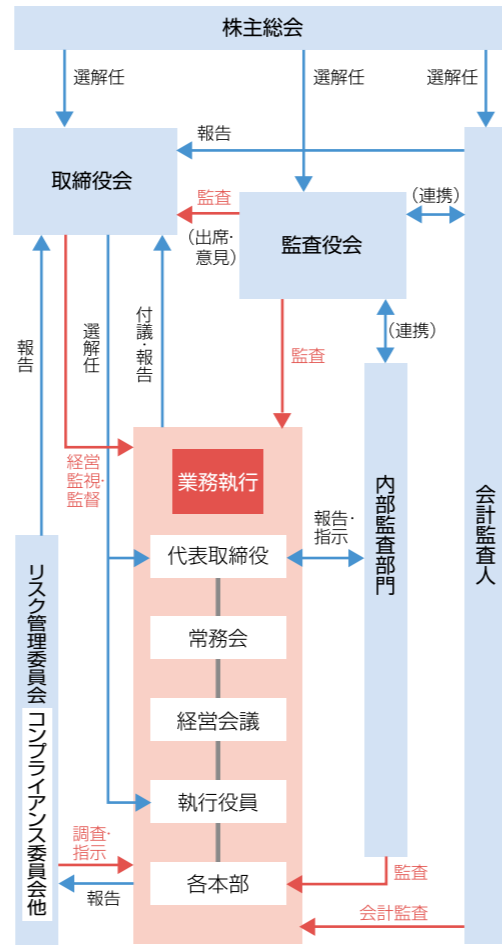 株主総会
選解任
選解任
選解任
取締役会
報告
監査
(出席・
意見)
監査役会
(連携)
(連携)
報告
選解任
付議・報告
監査
経営
監視・
監督
業務執行
代表取締役
報告・
指示
内部監査部門
会計監査人
常務会
経営会議
執行役員
各本部
リスク管理委員会
コンプライアンス委員会他
調査・
指示
報告
監査
会計監査